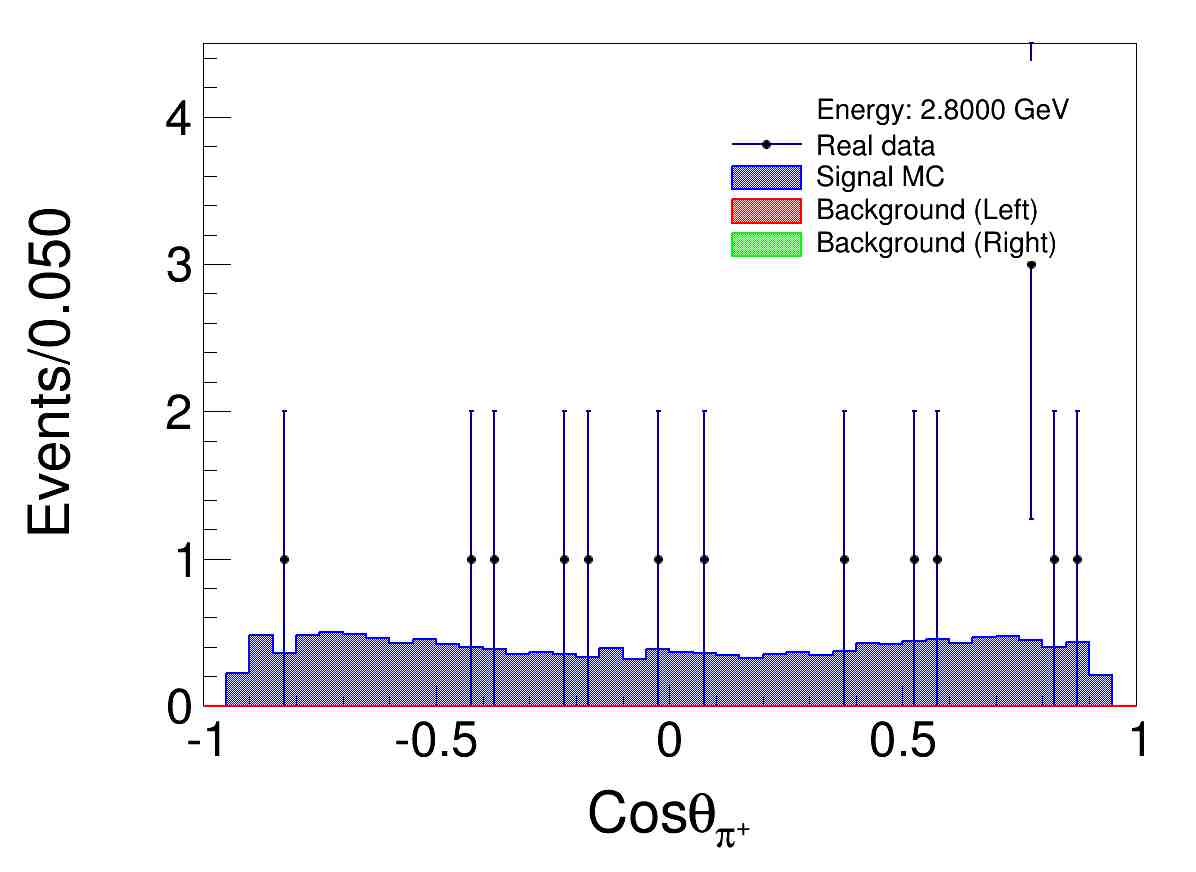 Energy: 2.8000 GeV
Real data
Signal MC
Background (Left)
Background (Right)
Events/0.050
4
3
2
1
0
-1
-0.5
0
0.5
1
Cosθπ+